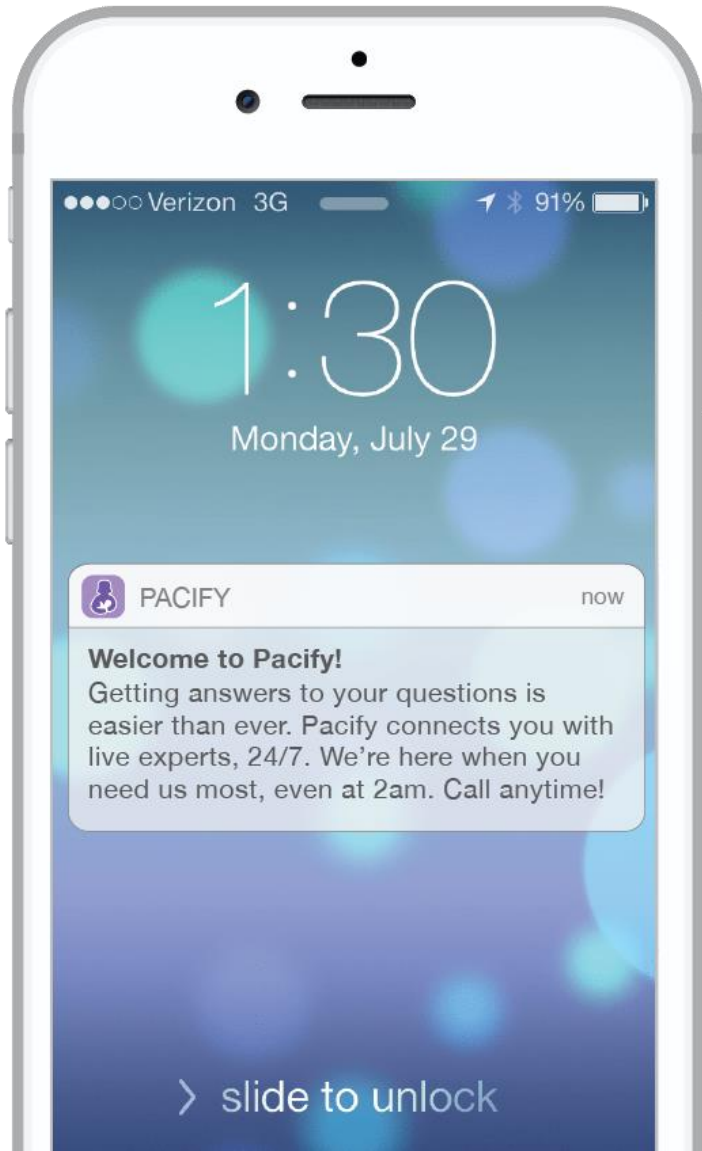 Verizon 3G 91%
1:30
Monday, July 29
PACIFY now
Welcome to Pacify!
Getting answers to your questions is
easier than ever. Pacify connects you with
live experts, 24/7. We’re here when you
need us most, even at 2am. Call anytime!
slide to unlock